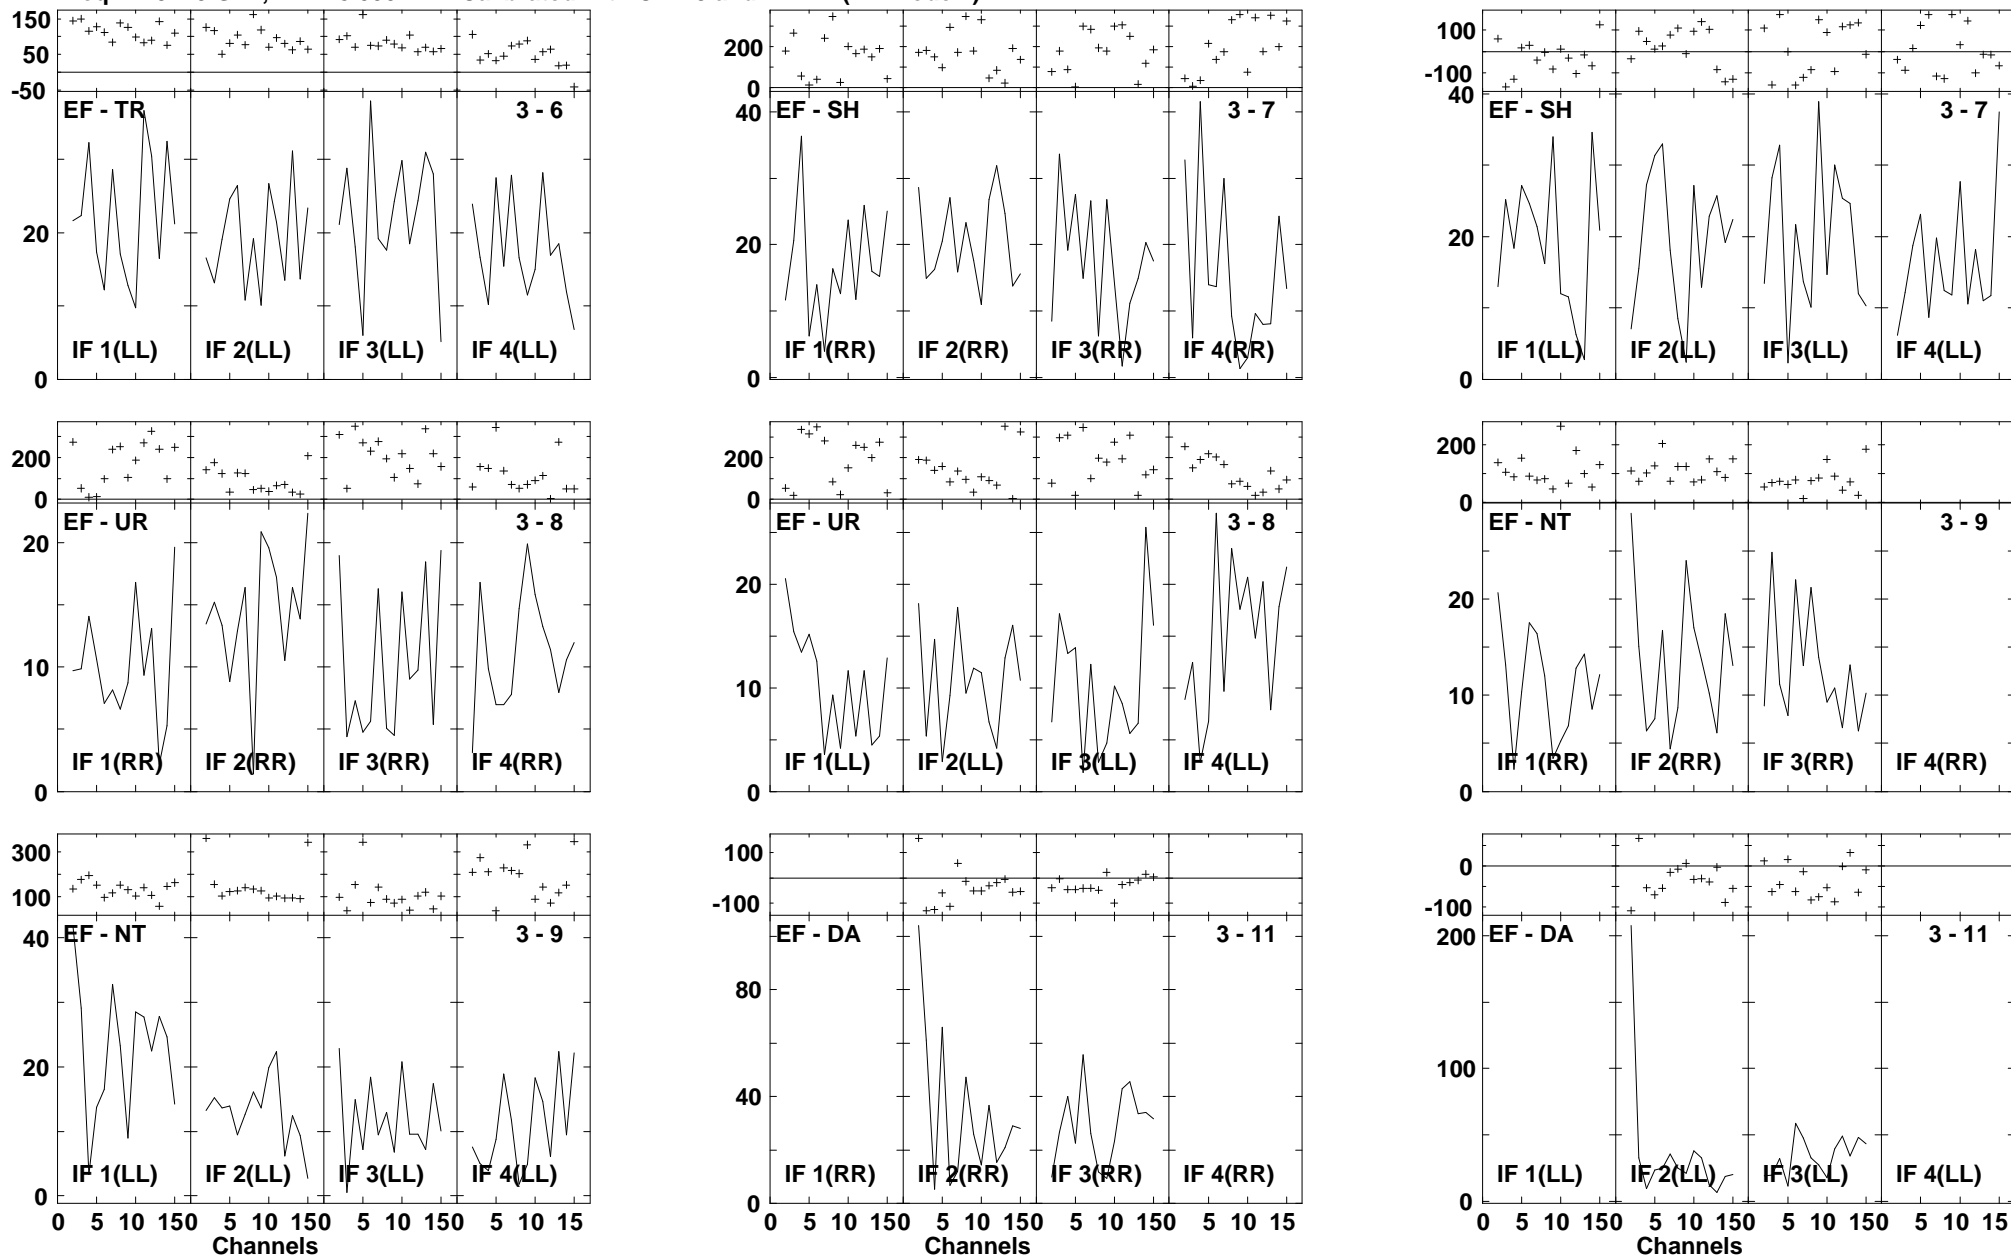 150
50
-50
EF - TR
3 - 6
20
0
IF 1(LL)
IF 2(LL)
IF 3(LL)
IF 4(LL)
200
0
EF - SH
3 - 7
40
20
0
IF 1(RR)
IF 2(RR)
IF 3(RR)
IF 4(RR)
100
-100
EF - SH
3 - 7
40
20
0
IF 1(LL)
IF 2(LL)
IF 3(LL)
IF 4(LL)
200
0
EF - UR
3 - 8
20
10
0
IF 1(RR)
IF 2(RR)
IF 3(RR)
IF 4(RR)
200
0
EF - UR
3 - 8
20
10
0
IF 1(LL)
IF 2(LL)
IF 3(LL)
IF 4(LL)
200
0
EF - NT
3 - 9
20
10
0
IF 1(RR)
IF 2(RR)
IF 3(RR)
IF 4(RR)
300
100
EF - NT
3 - 9
40
20
0
IF 1(LL)
IF 2(LL)
IF 3(LL)
IF 4(LL)
0 5 10 150 5 10 150 5 10 150 5 10 15
Channels
100
-100
EF - DA
3 - 11
80
40
0
IF 1(RR)
IF 2(RR)
IF 3(RR)
IF 4(RR)
0 5 10 150 5 10 150 5 10 150 5 10 15
Channels
0
-100
EF - DA
3 - 11
200
100
0
IF 1(LL)
IF 2(LL)
IF 3(LL)
IF 4(LL)
0 5 10 150 5 10 150 5 10 150 5 10 15
Channels